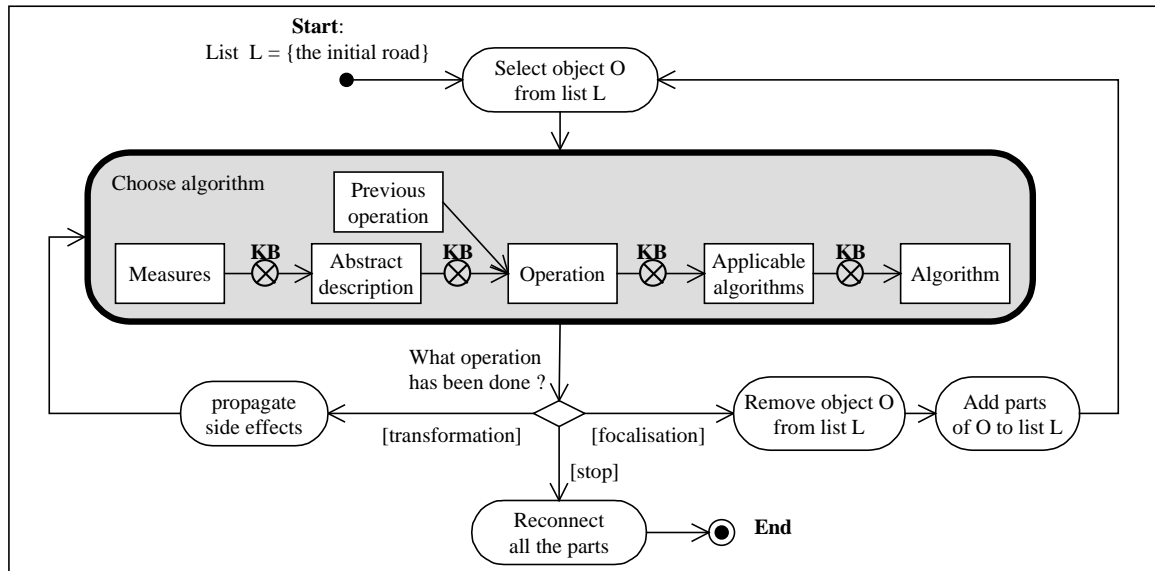 Start:
List L = {the initial road}
Select object O
from list L
Choose algorithm
Previous
operation
KB
KB
KB
KB
Measures
Abstract
description
Operation
Applicable
algorithms
Algorithm
What operation
has been done ?
propagate
side effects
[transformation]
[focalisation]
Remove object O
from list L
Add parts
of O to list L
[stop]
Reconnect
all the parts
End